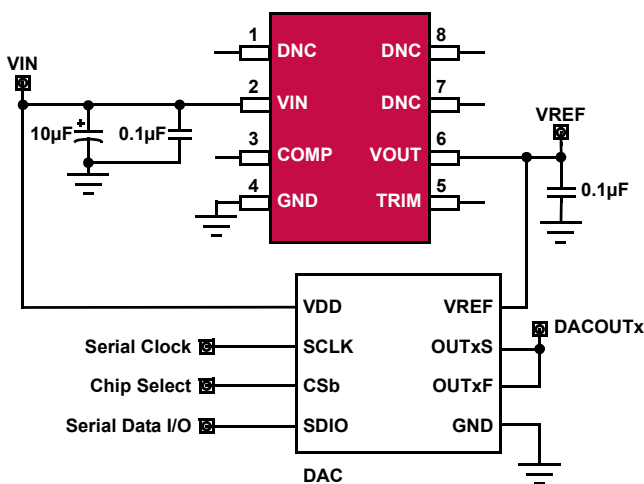 1
8
DNC
DNC
VIN
2
7
VIN
DNC
VREF
10µF
+
0.1µF
3
6
COMP
VOUT
4
5
0.1µF
GND
TRIM
VDD
VREF
DACOUTx
Serial Clock
SCLK
OUTxS
Chip Select
CSb
OUTxF
Serial Data I/O
SDIO
GND
DAC